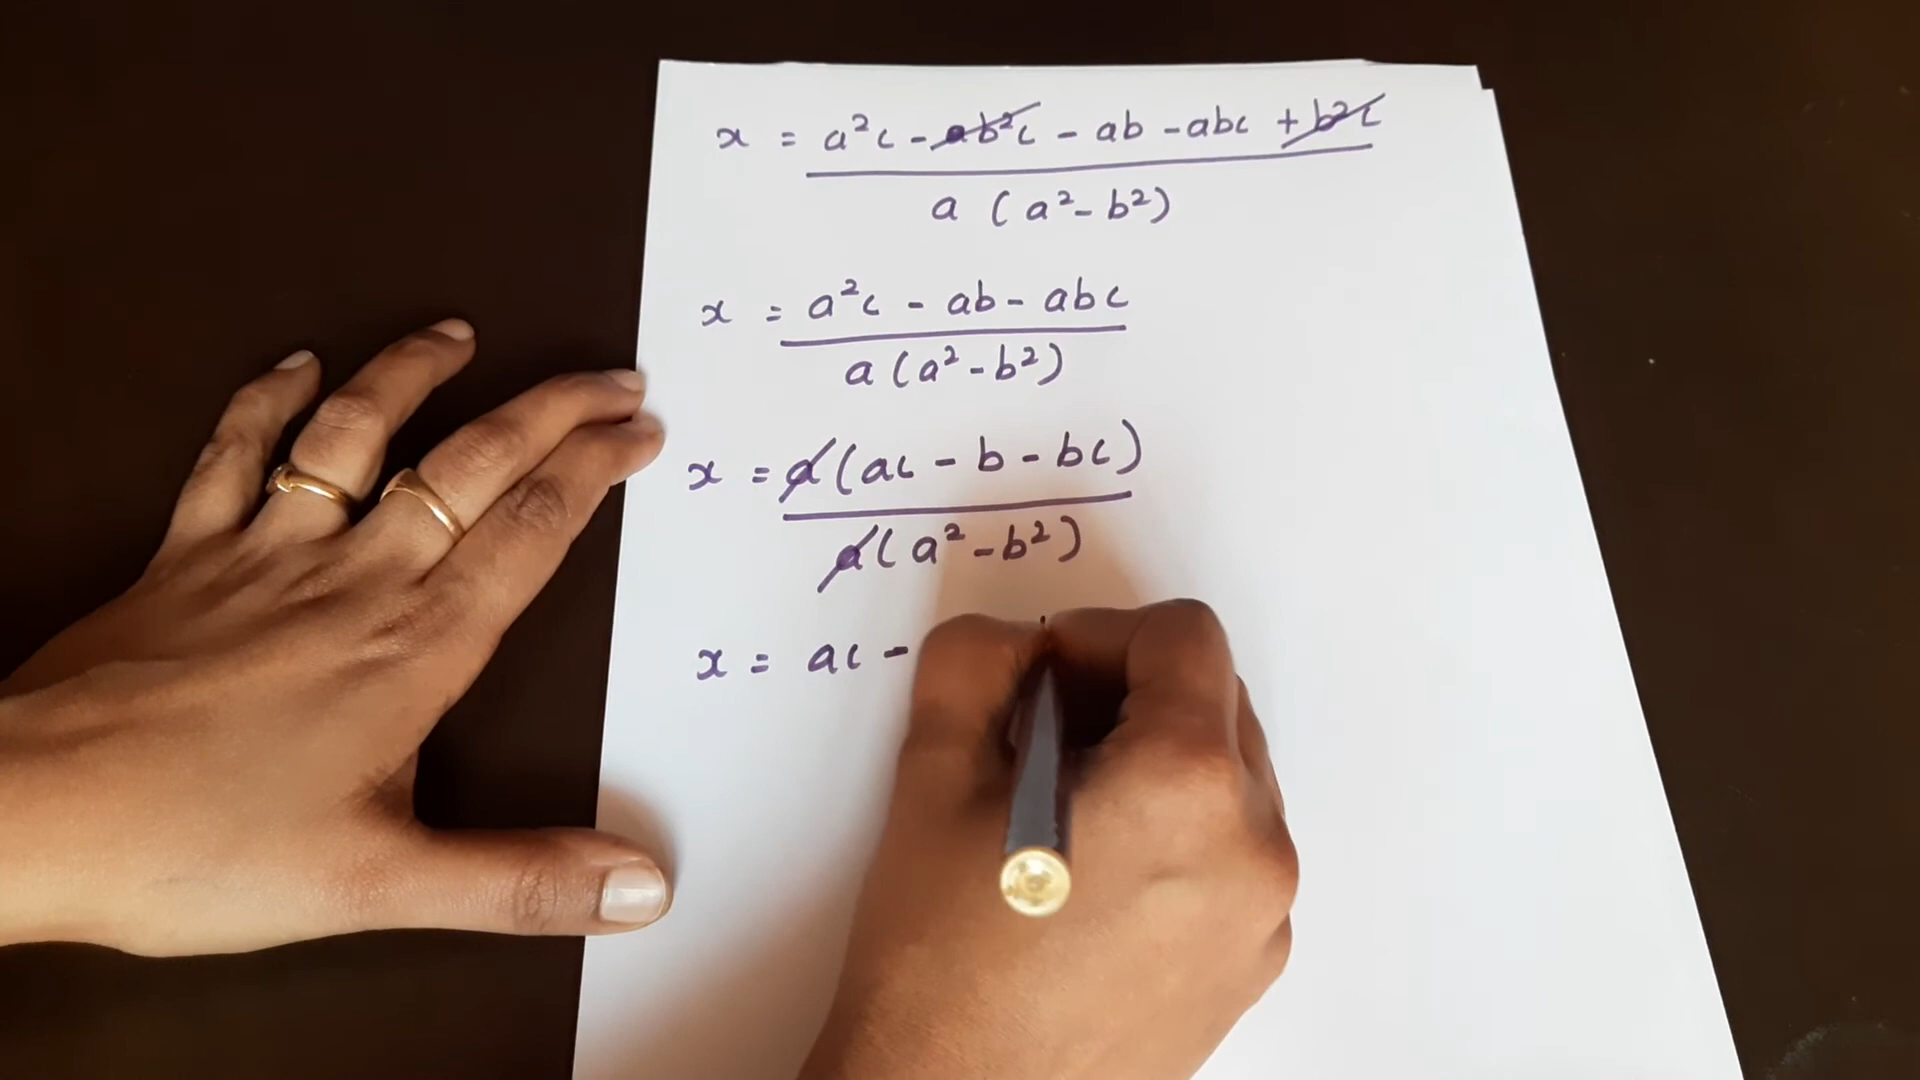 x = a²c - ab²c - ab - abc + b²c
a (a² - b²)
x = a²c - ab - abc
a (a² - b²)
x = a (ac - b - bc)
a (a² - b²)
x = ac -